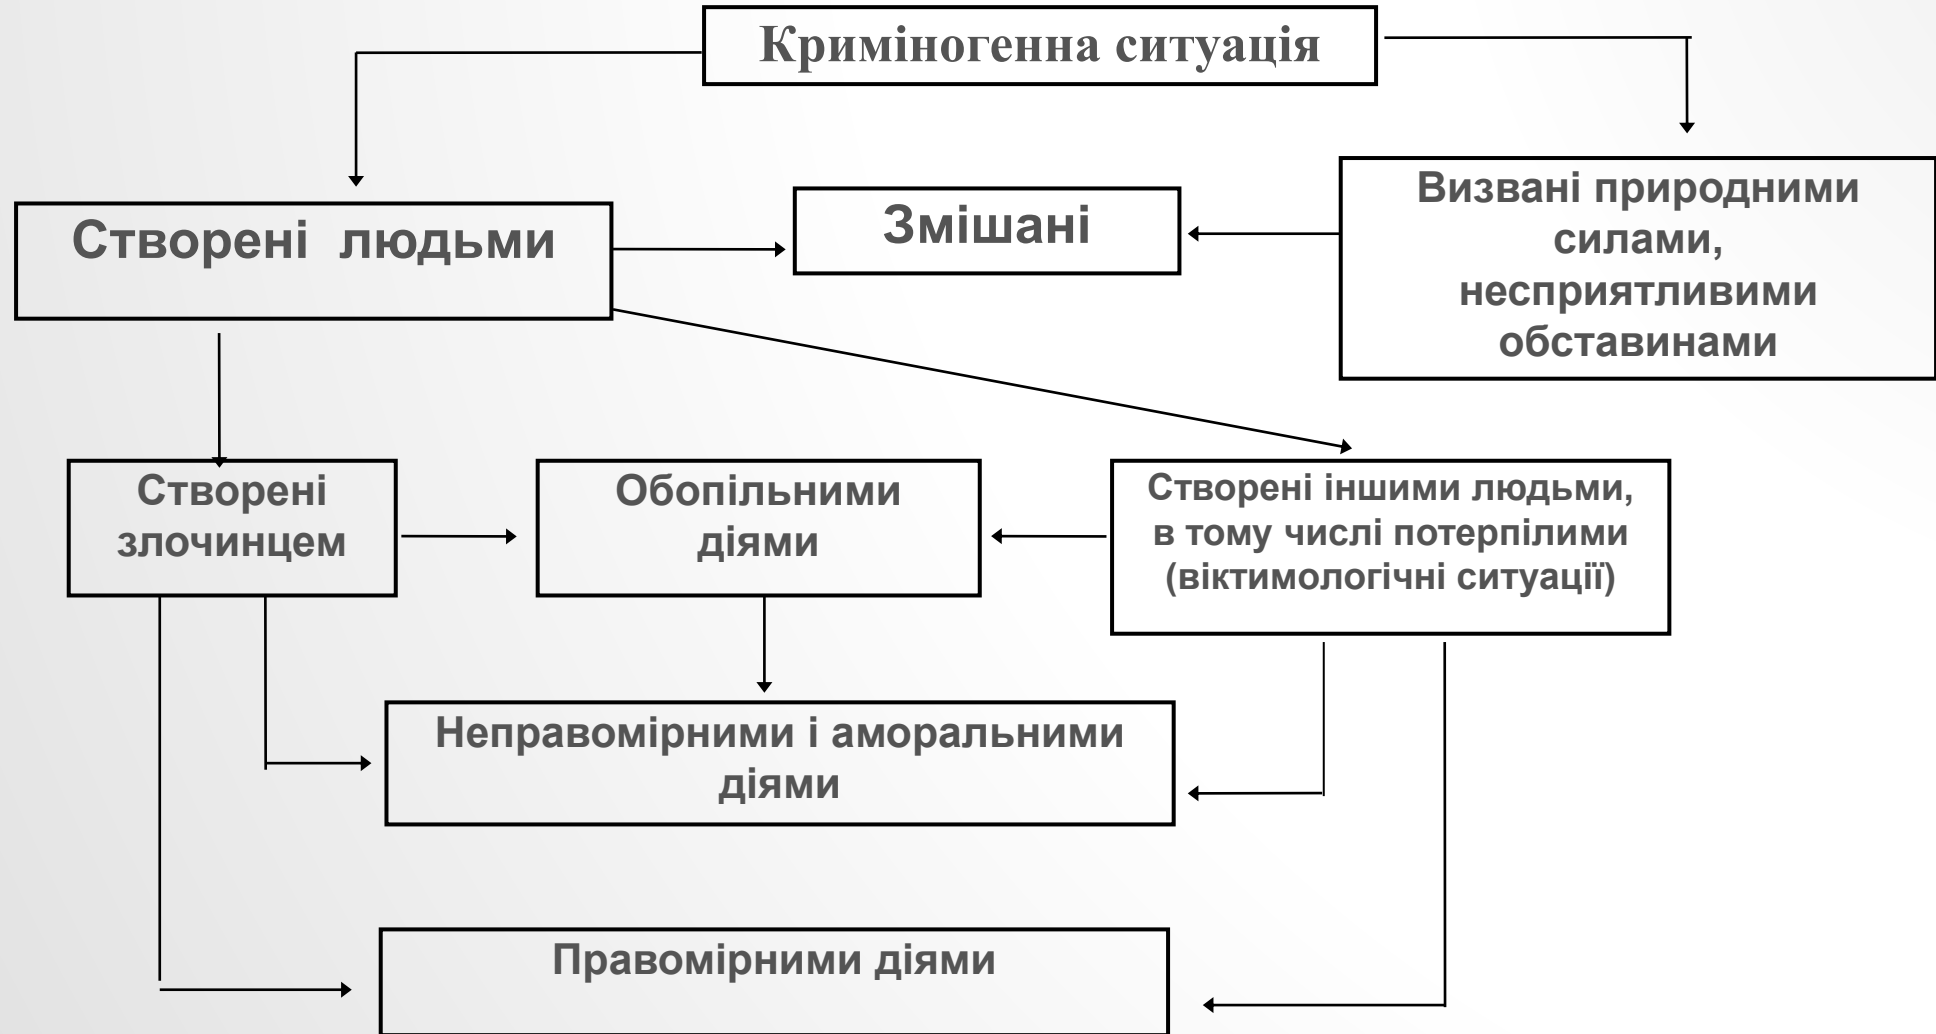 Криміногенна ситуація
Створені людьми
Змішані
Визвані природними
силами,
несприятливими
обставинами
Створені
злочинцем
Обопільними
діями
Створені іншими людьми,
в тому числі потерпілими
(віктимологічні ситуації)
Неправомірними і аморальними
діями
Правомірними діями